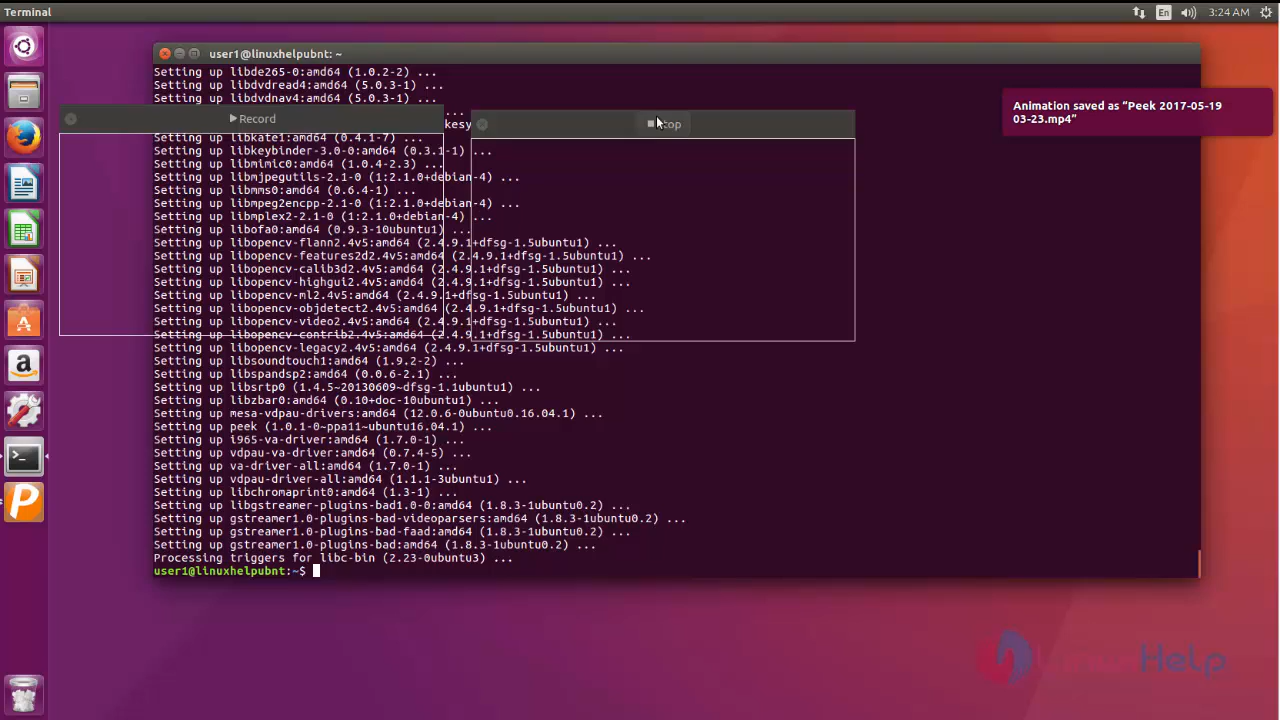 Terminal
En
3:24 AM
user1@linuxhelpubnt: ~
Setting up libde265-0:amd64 (1.0.2-2) ...
Setting up libdvdread4:amd64 (5.0.3-1) ...
Setting up libdvdnav4:amd64 (5.0.3-1) ...
Animation saved as “Peek 2017-05-19
03-23.mp4”
Record
Setting up libkate1:amd64 (0.4.1-7) ...
Setting up libkeybinder-3.0-0:amd64 (0.3.1-1) ...
Setting up libmimic0:amd64 (1.0.4-2.3) ...
Setting up libmjpegutils-2.1-0 (1:2.1.0+debian-4) ...
Setting up libmms0:amd64 (0.6.4-1) ...
Setting up libmpeg2encpp-2.1-0 (1:2.1.0+debian-4) ...
Setting up libmplex2-2.1-0 (1:2.1.0+debian-4) ...
Setting up libofa0:amd64 (0.9.3-10ubuntu1) ...
Setting up libopencv-flann2.4v5:amd64 (2.4.9.1+dfsg-1.5ubuntu1) ...
Setting up libopencv-features2d2.4v5:amd64 (2.4.9.1+dfsg-1.5ubuntu1) ...
Setting up libopencv-calib3d2.4v5:amd64 (2.4.9.1+dfsg-1.5ubuntu1) ...
Setting up libopencv-highgui2.4v5:amd64 (2.4.9.1+dfsg-1.5ubuntu1) ...
Setting up libopencv-ml2.4v5:amd64 (2.4.9.1+dfsg-1.5ubuntu1) ...
Setting up libopencv-objdetect2.4v5:amd64 (2.4.9.1+dfsg-1.5ubuntu1) ...
Setting up libopencv-video2.4v5:amd64 (2.4.9.1+dfsg-1.5ubuntu1) ...
Setting up libopencv-contrib2.4v5:amd64 (2.4.9.1+dfsg-1.5ubuntu1) ...
Setting up libopencv-legacy2.4v5:amd64 (2.4.9.1+dfsg-1.5ubuntu1) ...
Setting up libsoundtouch1:amd64 (1.9.2-2) ...
Setting up libspandsp2:amd64 (0.0.6-2.1) ...
Setting up libsrtp0 (1.4.5~20130609~dfsg-1.1ubuntu1) ...
Setting up libzbar0:amd64 (0.10+doc-10ubuntu1) ...
Setting up mesa-vdpau-drivers:amd64 (12.0.6-0ubuntu0.16.04.1) ...
Setting up peek (1.0.1-0~ppa11~ubuntu16.04.1) ...
Setting up i965-va-driver:amd64 (1.7.0-1) ...
Setting up vdpau-va-driver:amd64 (0.7.4-5) ...
Setting up va-driver-all:amd64 (1.7.0-1) ...
Setting up vdpau-driver-all:amd64 (1.1.1-3ubuntu1) ...
Setting up libchromaprint0:amd64 (1.3-1) ...
Setting up libgstreamer-plugins-bad1.0-0:amd64 (1.8.3-1ubuntu0.2) ...
Setting up gstreamer1.0-plugins-bad-videoparsers:amd64 (1.8.3-1ubuntu0.2) ...
Setting up gstreamer1.0-plugins-bad-faad:amd64 (1.8.3-1ubuntu0.2) ...
Setting up gstreamer1.0-plugins-bad:amd64 (1.8.3-1ubuntu0.2) ...
Processing triggers for libc-bin (2.23-0ubuntu3) ...
user1@linuxhelpubnt:~$
LinuxHelp